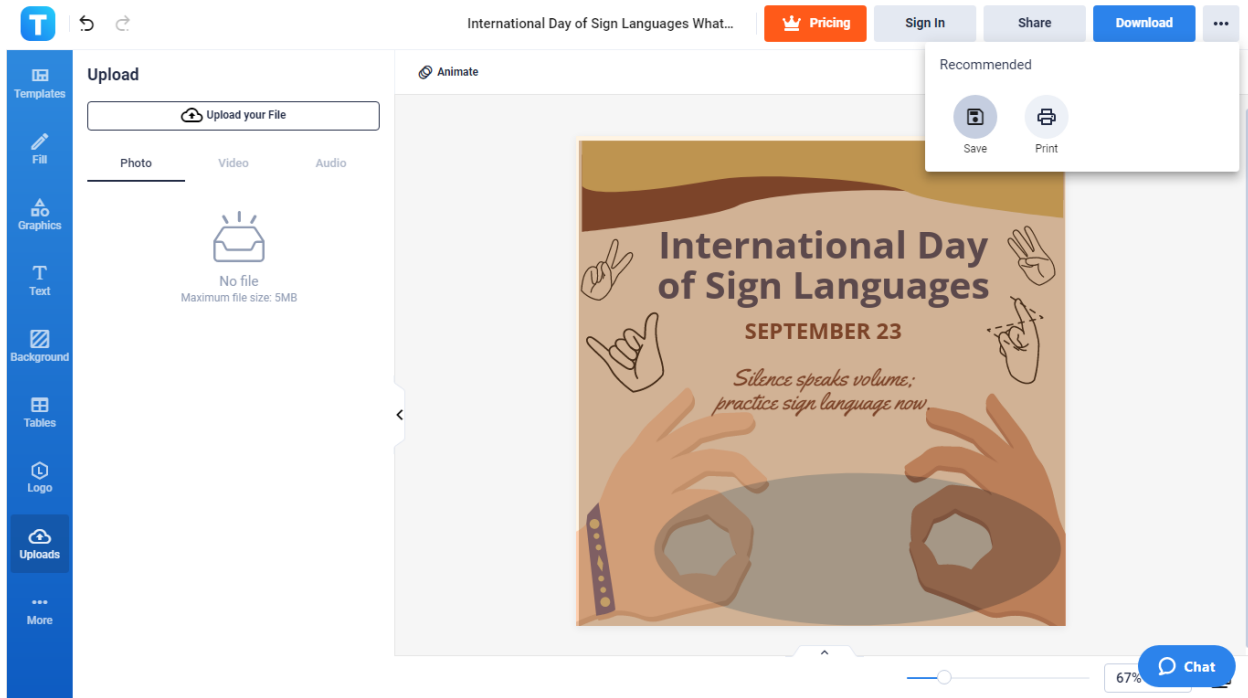 T
International Day of Sign Languages What...
Pricing
Sign In
Share
Download
Recommended
Save
Print
Templates
Fill
Graphics
Text
Background
Tables
Logo
Uploads
More
Upload
Upload your File
Photo
Video
Audio
No file
Maximum file size: 5MB
Animate
International Day
of Sign Languages
SEPTEMBER 23
Silence speaks volume;
practice sign language now.
67%
Chat